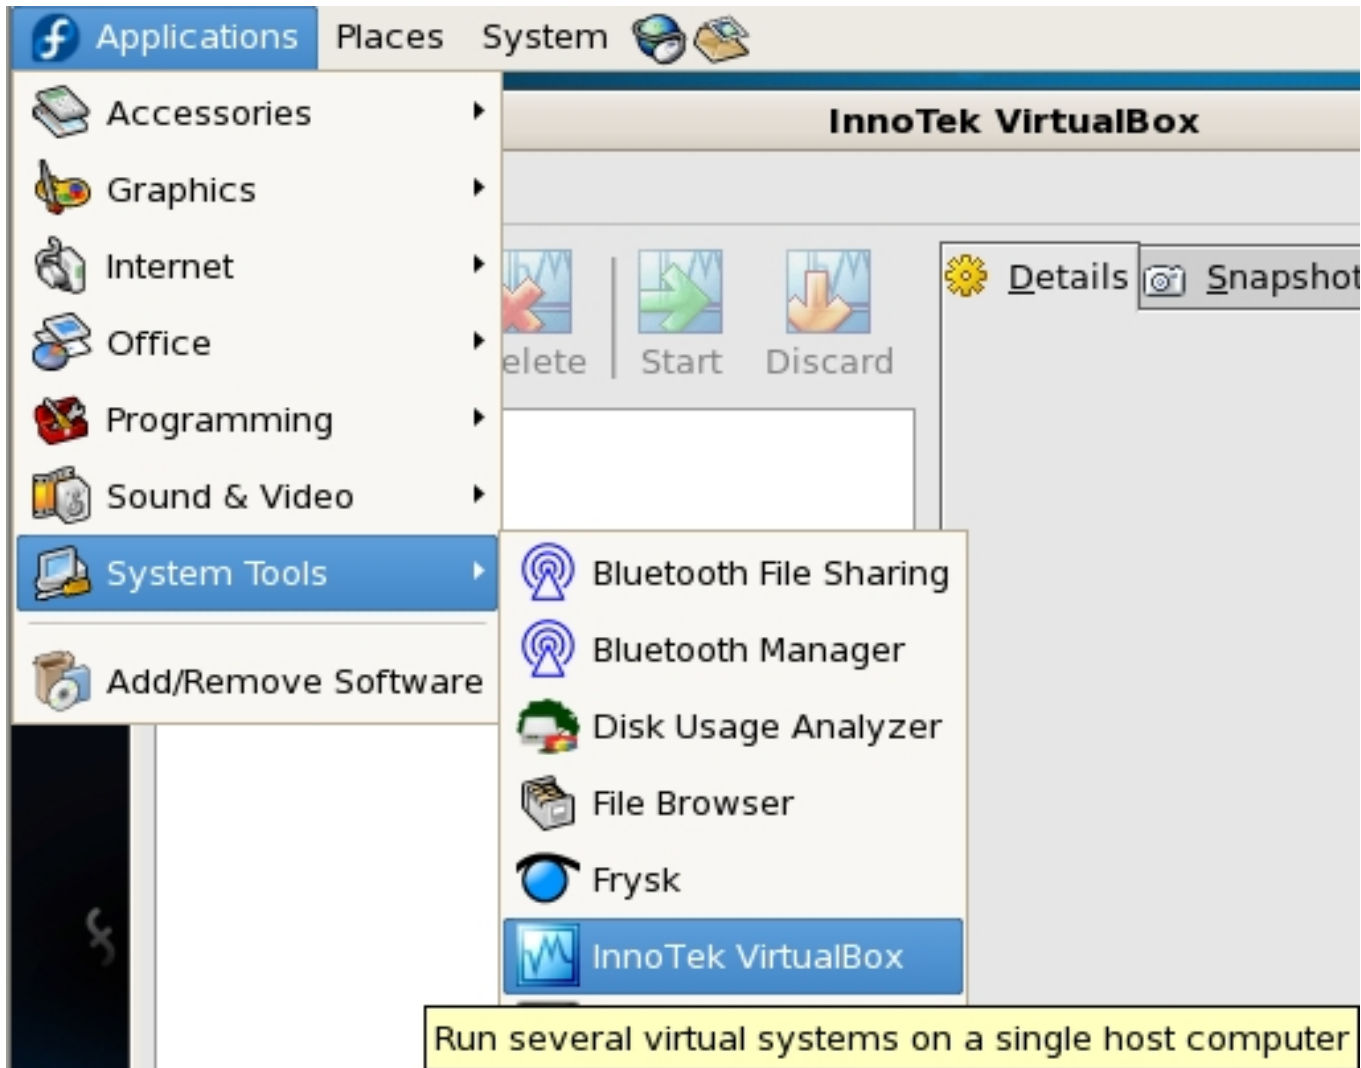 Applications Places System
InnoTek VirtualBox
Accessories
Graphics
Internet
Office
Programming
Sound & Video
System Tools
Add/Remove Software
elete Start Discard
Details Snapshot
Bluetooth File Sharing
Bluetooth Manager
Disk Usage Analyzer
File Browser
Frysk
InnoTek VirtualBox
Run several virtual systems on a single host computer